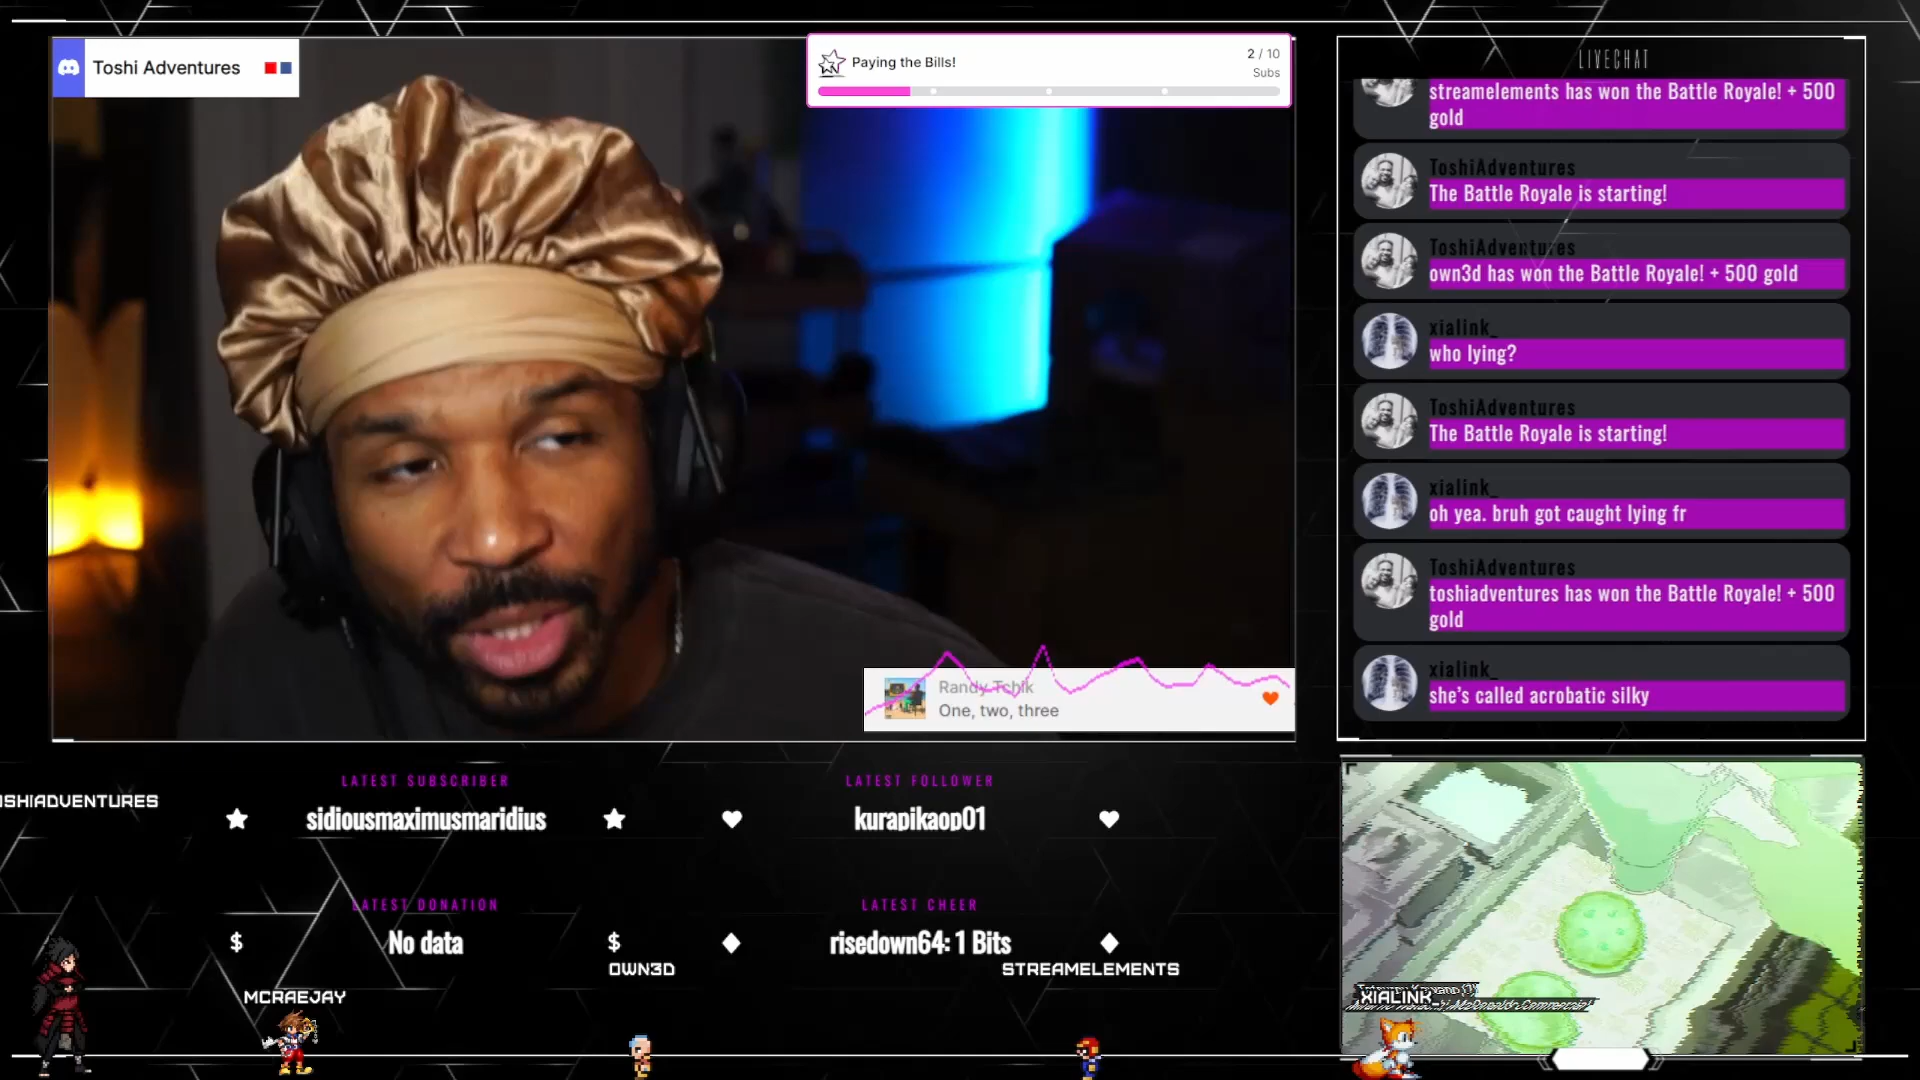 Toshi Adventures
Paying the Bills!
2 / 10
Subs
LIVECHAT
streamelements has won the Battle Royale! + 500
gold
ToshiAdventures
The Battle Royale is starting!
ToshiAdventures
own3d has won the Battle Royale! + 500 gold
xialink_
who lying?
ToshiAdventures
The Battle Royale is starting!
xialink_
oh yea. bruh got caught lying fr
ToshiAdventures
toshiadventures has won the Battle Royale! + 500
gold
xialink_
she's called acrobatic silky
Randy Tchik
One, two, three
LATEST SUBSCRIBER
sidiousmaximusmaridius
LATEST FOLLOWER
kurapikaop01
OSHIADVENTURES
LATEST DONATION
$ No data $
LATEST CHEER
risedown64: 1 Bits
OWN3D
STREAMELEMENTS
MCRAEJAY
XIALINK_
McDonald Commercial